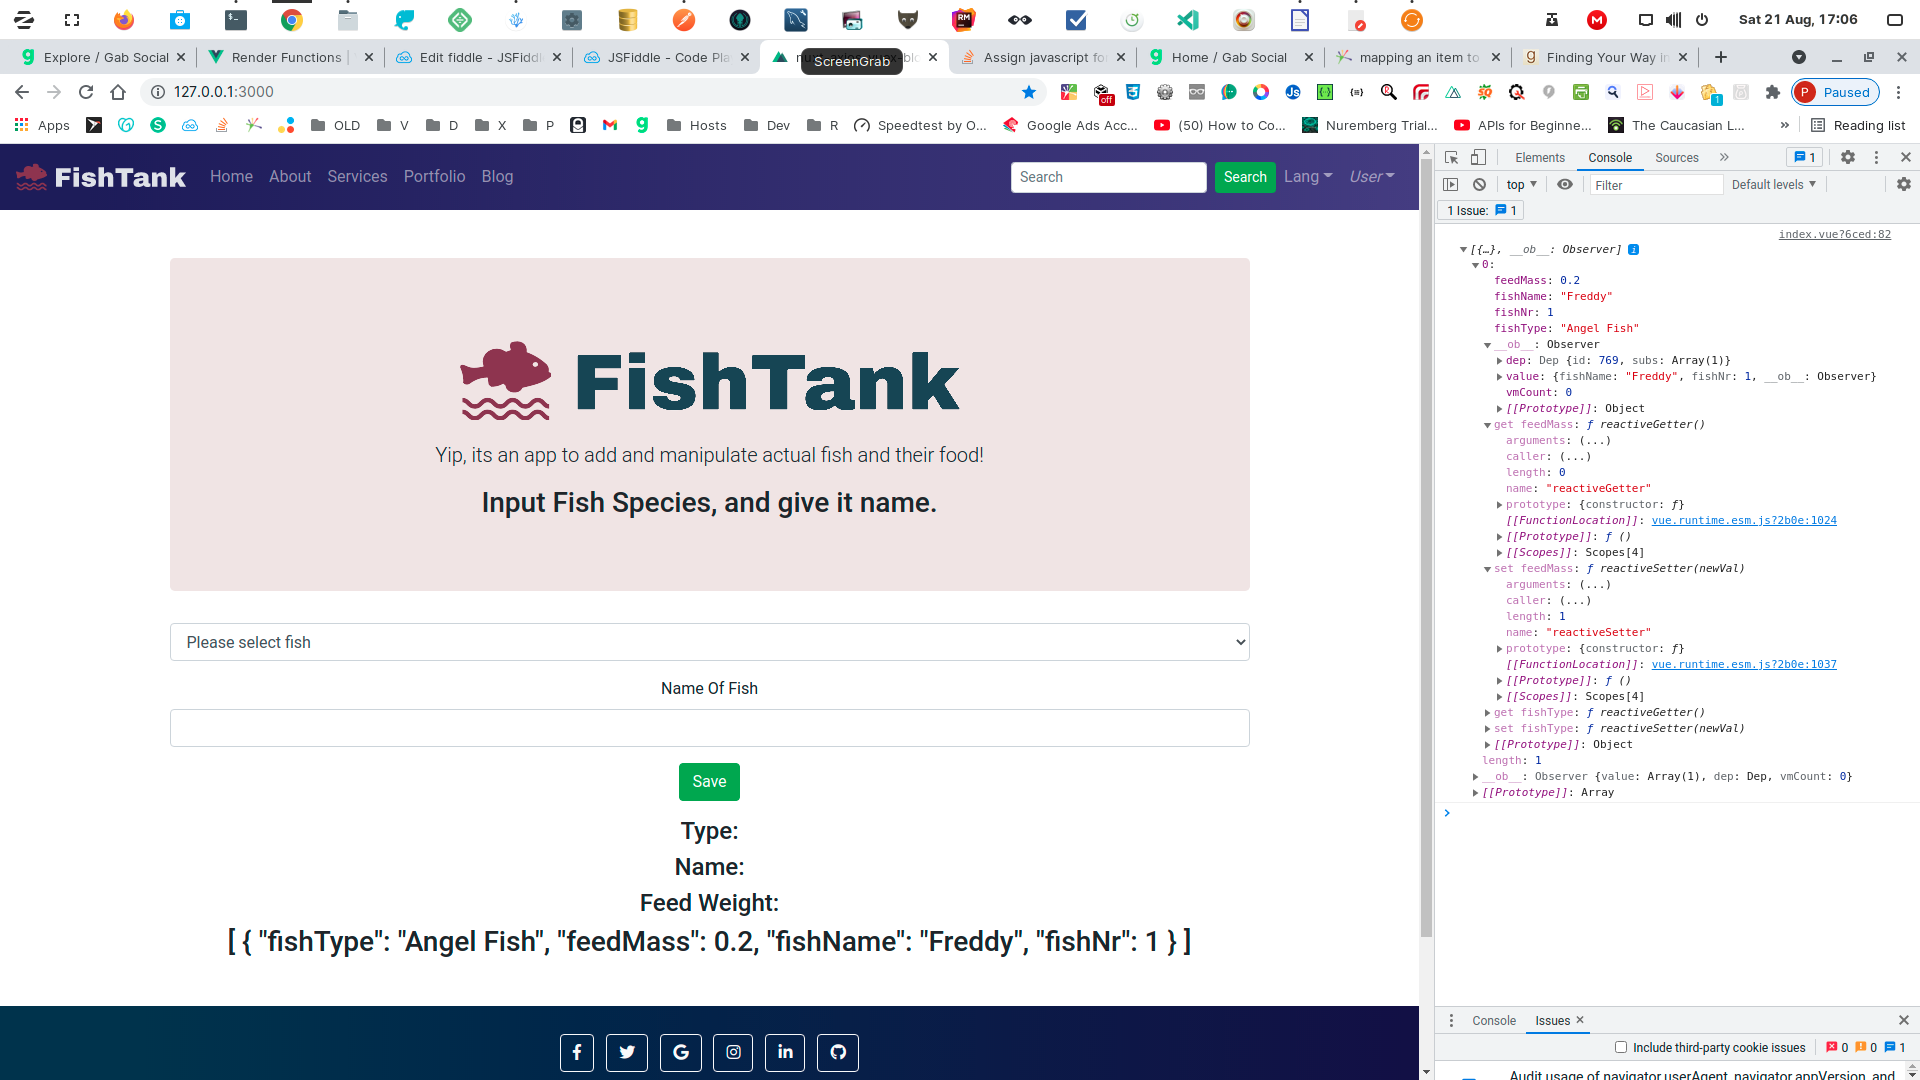 Sat 21 Aug, 17:06
Explore / Gab Social
Render Functions |
Edit fiddle - JSFiddl
JSFiddle - Code Pla
ScreenGrab
Assign javascript fo
Home / Gab Social
mapping an item to
Finding Your Way in
127.0.0.1:3000
off
1
P Paused
Apps
OLD
V
D
X
P
Hosts
Dev
R
Speedtest by O...
Google Ads Acc...
(50) How to Co...
Nuremberg Trial...
APIs for Beginne...
The Caucasian L...
»
Reading list
FishTank
Home
About
Services
Portfolio
Blog
Search
Search
Lang
User
FishTank
Yip, its an app to add and manipulate actual fish and their food!
Input Fish Species, and give it name.
Please select fish
Name Of Fish
Save
Type:
Name:
Feed Weight:
[ { "fishType": "Angel Fish", "feedMass": 0.2, "fishName": "Freddy", "fishNr": 1 } ]
Elements
Console
Sources
»
1
top
Filter
Default levels
1 Issue: 1
index.vue?6ced:82
[{…}, __ob__: Observer]
0:
feedMass: 0.2
fishName: "Freddy"
fishNr: 1
fishType: "Angel Fish"
__ob__: Observer
dep: Dep {id: 769, subs: Array(1)}
value: {fishName: "Freddy", fishNr: 1, __ob__: Observer}
vmCount: 0
[[Prototype]]: Object
get feedMass: ƒ reactiveGetter()
arguments: (...)
caller: (...)
length: 0
name: "reactiveGetter"
prototype: {constructor: ƒ}
[[FunctionLocation]]: vue.runtime.esm.js?2b0e:1024
[[Prototype]]: ƒ ()
[[Scopes]]: Scopes[4]
set feedMass: ƒ reactiveSetter(newVal)
arguments: (...)
caller: (...)
length: 1
name: "reactiveSetter"
prototype: {constructor: ƒ}
[[FunctionLocation]]: vue.runtime.esm.js?2b0e:1037
[[Prototype]]: ƒ ()
[[Scopes]]: Scopes[4]
get fishType: ƒ reactiveGetter()
set fishType: ƒ reactiveSetter(newVal)
[[Prototype]]: Object
length: 1
__ob__: Observer {value: Array(1), dep: Dep, vmCount: 0}
[[Prototype]]: Array
Console
Issues
Include third-party cookie issues
0 0 1
Audit usage of navigator.userAgent, navigator.appVersion, and